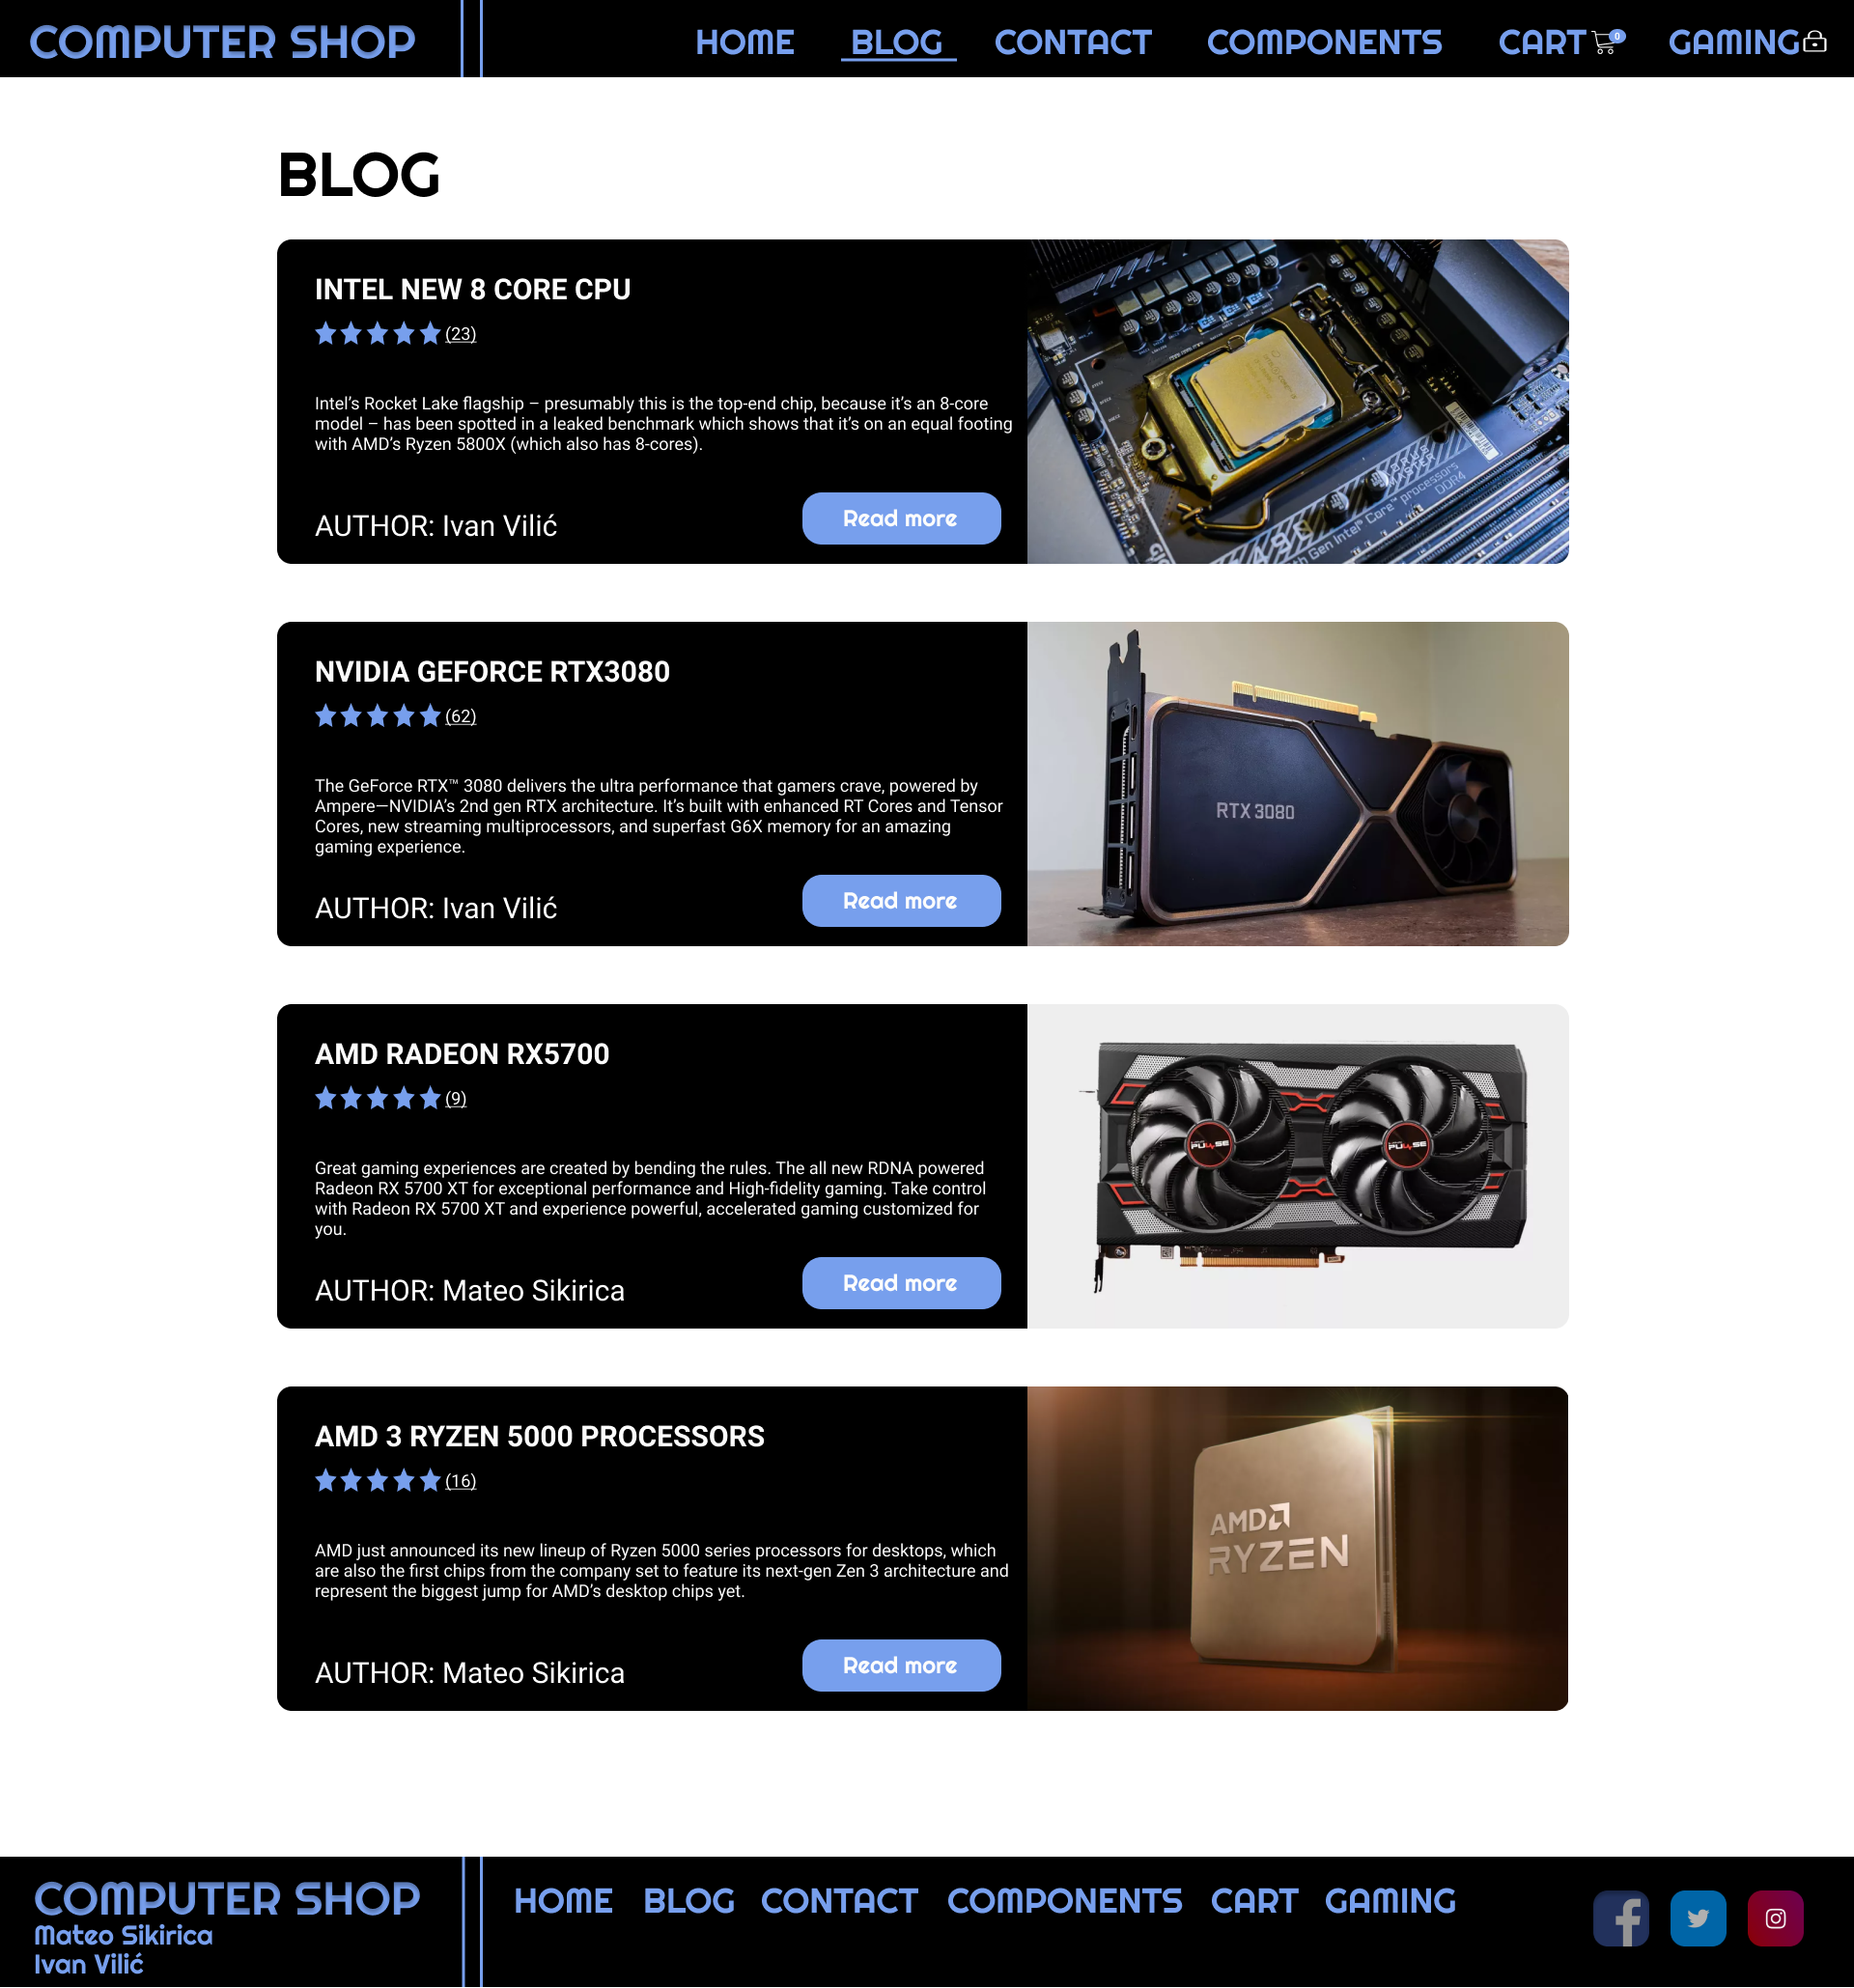 COMPUTER SHOP
HOME
BLOG
CONTACT
COMPONENTS
CART
0
GAMING
BLOG
INTEL NEW 8 CORE CPU
(23)
Intel’s Rocket Lake flagship – presumably this is the top-end chip, because it’s an 8-core
model – has been spotted in a leaked benchmark which shows that it’s on an equal footing
with AMD’s Ryzen 5800X (which also has 8-cores).
AUTHOR: Ivan Vilić
Read more
Gen Intel® Core™ processors
DDR4
NVIDIA GEFORCE RTX3080
(62)
The GeForce RTX™ 3080 delivers the ultra performance that gamers crave, powered by
Ampere—NVIDIA’s 2nd gen RTX architecture. It’s built with enhanced RT Cores and Tensor
Cores, new streaming multiprocessors, and superfast G6X memory for an amazing
gaming experience.
AUTHOR: Ivan Vilić
Read more
RTX 3080
AMD RADEON RX5700
(9)
Great gaming experiences are created by bending the rules. The all new RDNA powered
Radeon RX 5700 XT for exceptional performance and High-fidelity gaming. Take control
with Radeon RX 5700 XT and experience powerful, accelerated gaming customized for
you.
AUTHOR: Mateo Sikirica
Read more
PULSE
PULSE
AMD 3 RYZEN 5000 PROCESSORS
(16)
AMD just announced its new lineup of Ryzen 5000 series processors for desktops, which
are also the first chips from the company set to feature its next-gen Zen 3 architecture and
represent the biggest jump for AMD’s desktop chips yet.
AUTHOR: Mateo Sikirica
Read more
AMD
RYZEN
COMPUTER SHOP
Mateo Sikirica
Ivan Vilić
HOME
BLOG
CONTACT
COMPONENTS
CART
GAMING